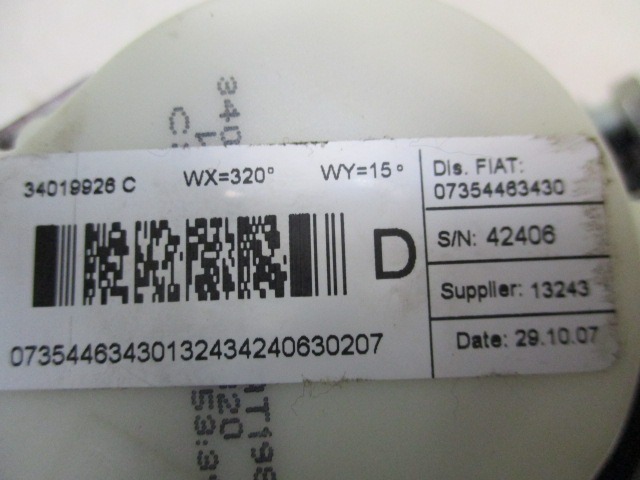 34019926 C WX=320° WY=15°
D
07354463430132434240630207
Dis. FIAT:
07354463430
S/N: 42406
Supplier: 13243
Date: 29.10.07